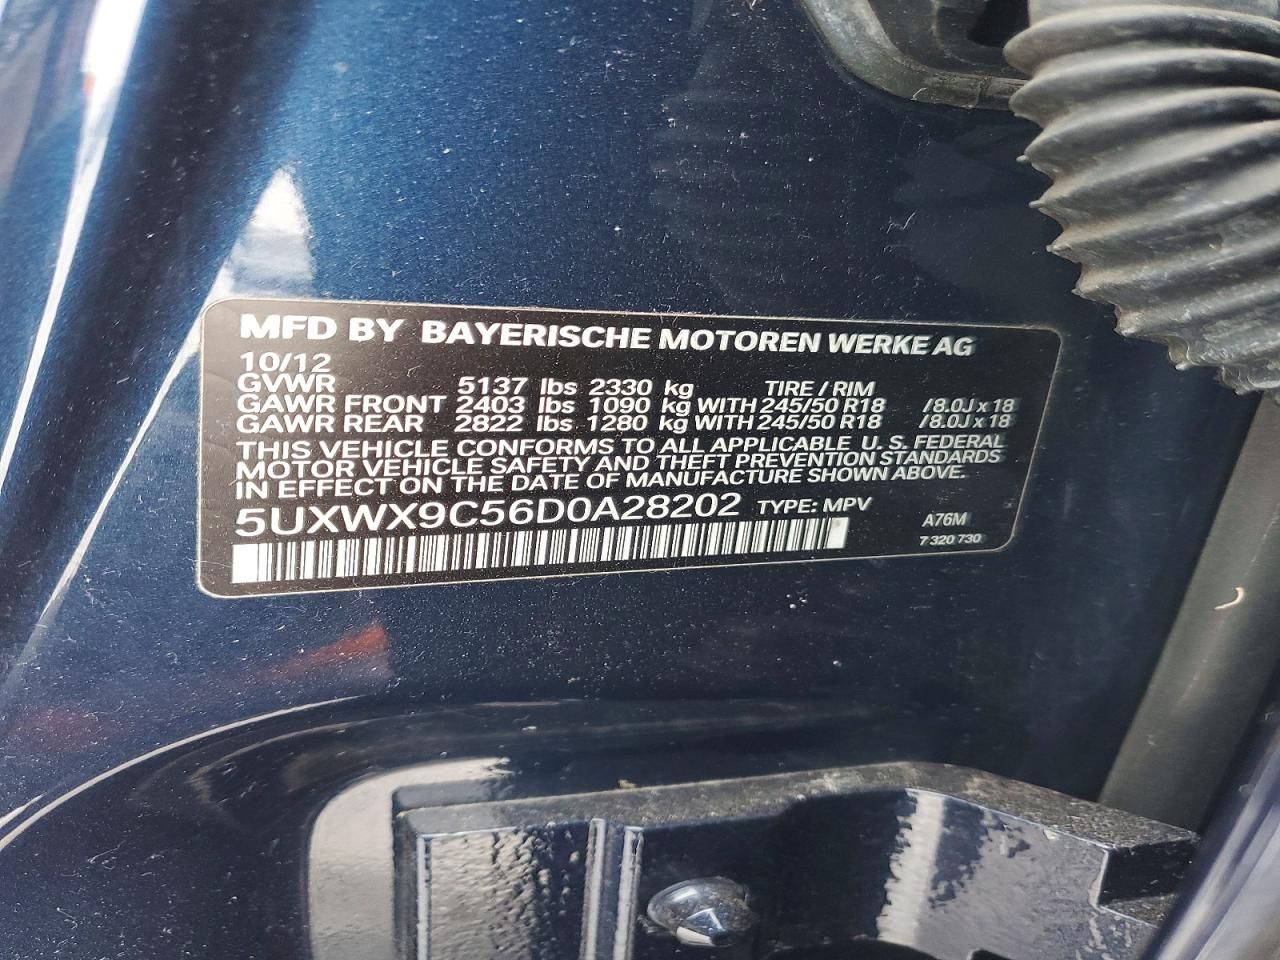 MFD BY BAYERISCHE MOTOREN WERKE AG
10/12
GVWR 5137 lbs 2330 kg TIRE / RIM
GAWR FRONT 2403 lbs 1090 kg WITH 245/50 R18 /8.0J x 18
GAWR REAR 2822 lbs 1280 kg WITH 245/50 R18 /8.0J x 18
THIS VEHICLE CONFORMS TO ALL APPLICABLE U.S. FEDERAL
MOTOR VEHICLE SAFETY AND THEFT PREVENTION STANDARDS
IN EFFECT ON THE DATE OF MANUFACTURE SHOWN ABOVE.
5UXWX9C56D0A28202 TYPE: MPV
A76M
7 320 730